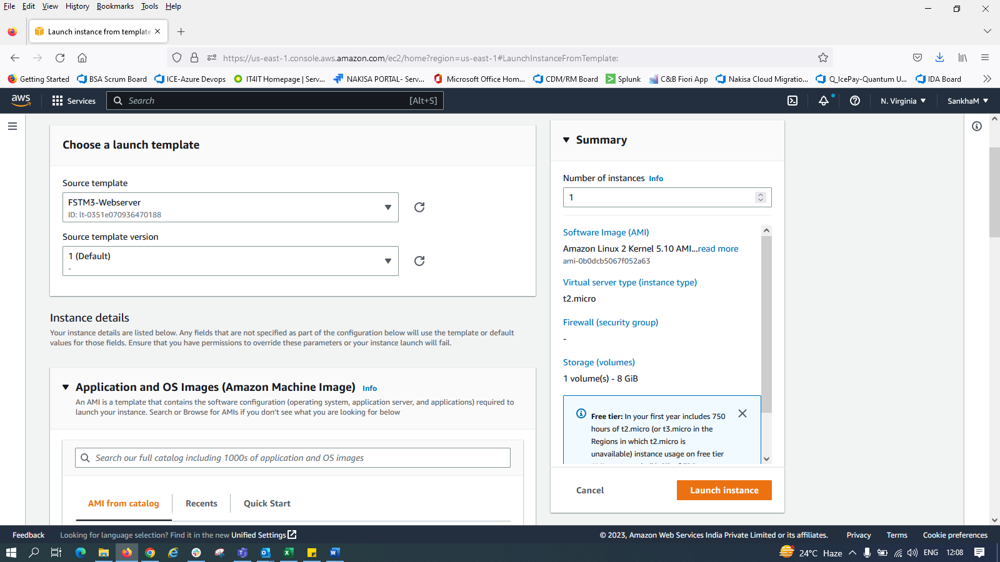 File Edit View History Bookmarks Tools Help
Launch instance from template
https://us-east-1.console.aws.amazon.com/ec2/home?region=us-east-1#LaunchInstanceFromTemplate:
Getting Started BSA Scrum Board ICE-Azure Devops IT4IT Homepage | Serv... NAKISA PORTAL- Serv... Microsoft Office Hom... CDM/RM Board Splunk C&B Fiori App Nakisa Cloud Migratio... Q_IcePay-Quantum U... IDA Board
aws Services Search [Alt+S] N. Virginia SankhaM
Choose a launch template
Source template
FSTM3-Webserver
ID: lt-0351e070936470188
Source template version
1 (Default)
-
Instance details
Your instance details are listed below. Any fields that are not specified as part of the configuration below will use the template or default
values for those fields. Ensure that you have permissions to override these parameters or your instance launch will fail.
Application and OS Images (Amazon Machine Image) Info
An AMI is a template that contains the software configuration (operating system, application server, and applications) required to
launch your instance. Search or Browse for AMIs if you don't see what you are looking for below
Search our full catalog including 1000s of application and OS images
AMI from catalog Recents Quick Start
Summary
Number of instances Info
1
Software Image (AMI)
Amazon Linux 2 Kernel 5.10 AMI...read more
ami-0b0dcb5067f052a63
Virtual server type (instance type)
t2.micro
Firewall (security group)
-
Storage (volumes)
1 volume(s) - 8 GiB
Free tier: In your first year includes 750
hours of t2.micro (or t3.micro in the
Regions in which t2.micro is
unavailable) instance usage on free tier
Cancel Launch instance
Feedback Looking for language selection? Find it in the new Unified Settings © 2023, Amazon Web Services India Private Limited or its affiliates. Privacy Terms Cookie preferences
24°C Haze ENG 12:08